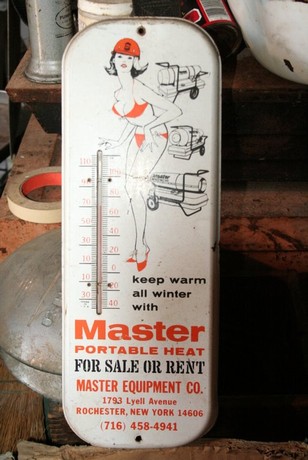 keep warm
all winter
with
Master
PORTABLE HEAT
FOR SALE OR RENT
MASTER EQUIPMENT CO.
1793 Lyell Avenue
ROCHESTER, NEW YORK 14606
(716) 458-4941